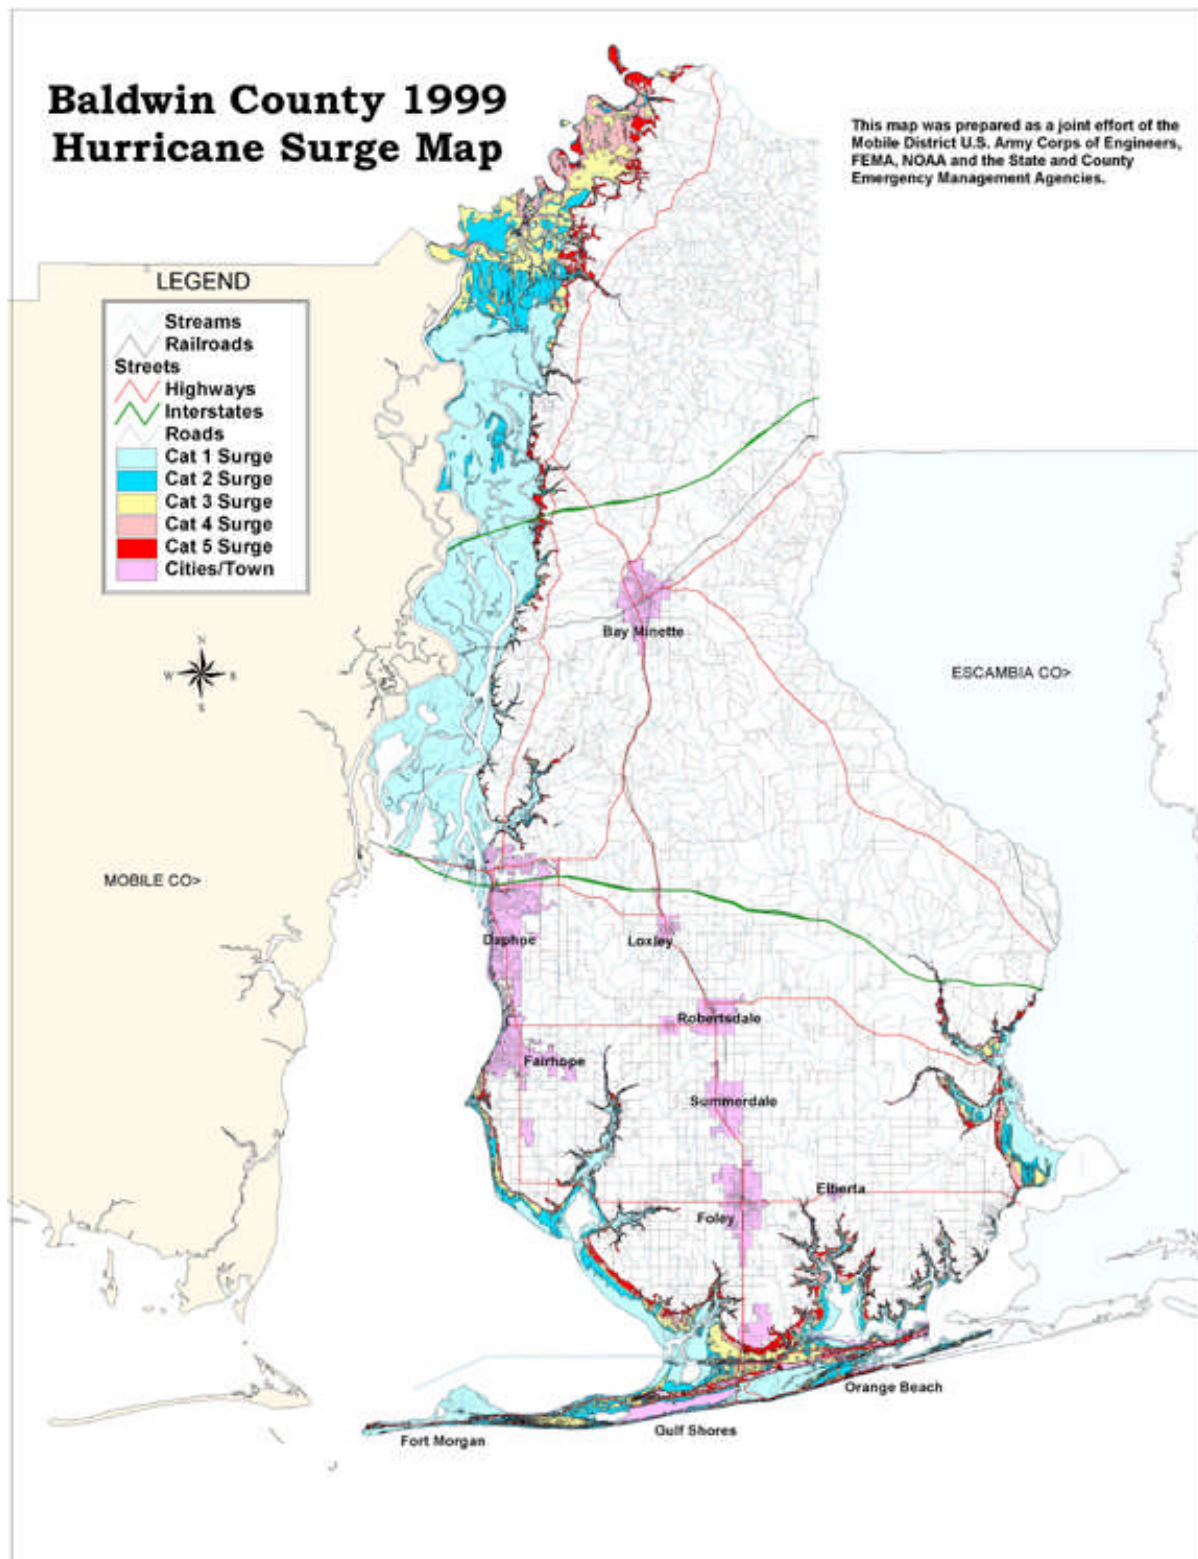 Baldwin County 1999
Hurricane Surge Map
This map was prepared as a joint effort of the
Mobile District U.S. Army Corps of Engineers,
FEMA, NOAA and the State and County
Emergency Management Agencies.
LEGEND
Streams
Railroads
Streets
Highways
Interstates
Roads
Cat 1 Surge
Cat 2 Surge
Cat 3 Surge
Cat 4 Surge
Cat 5 Surge
Cities/Town
N
W
E
S
Bay Minette
ESCAMBIA CO>
MOBILE CO>
Daphne
Loxley
Robertsdale
Fairhope
Summerdale
Elberta
Foley
Orange Beach
Gulf Shores
Fort Morgan